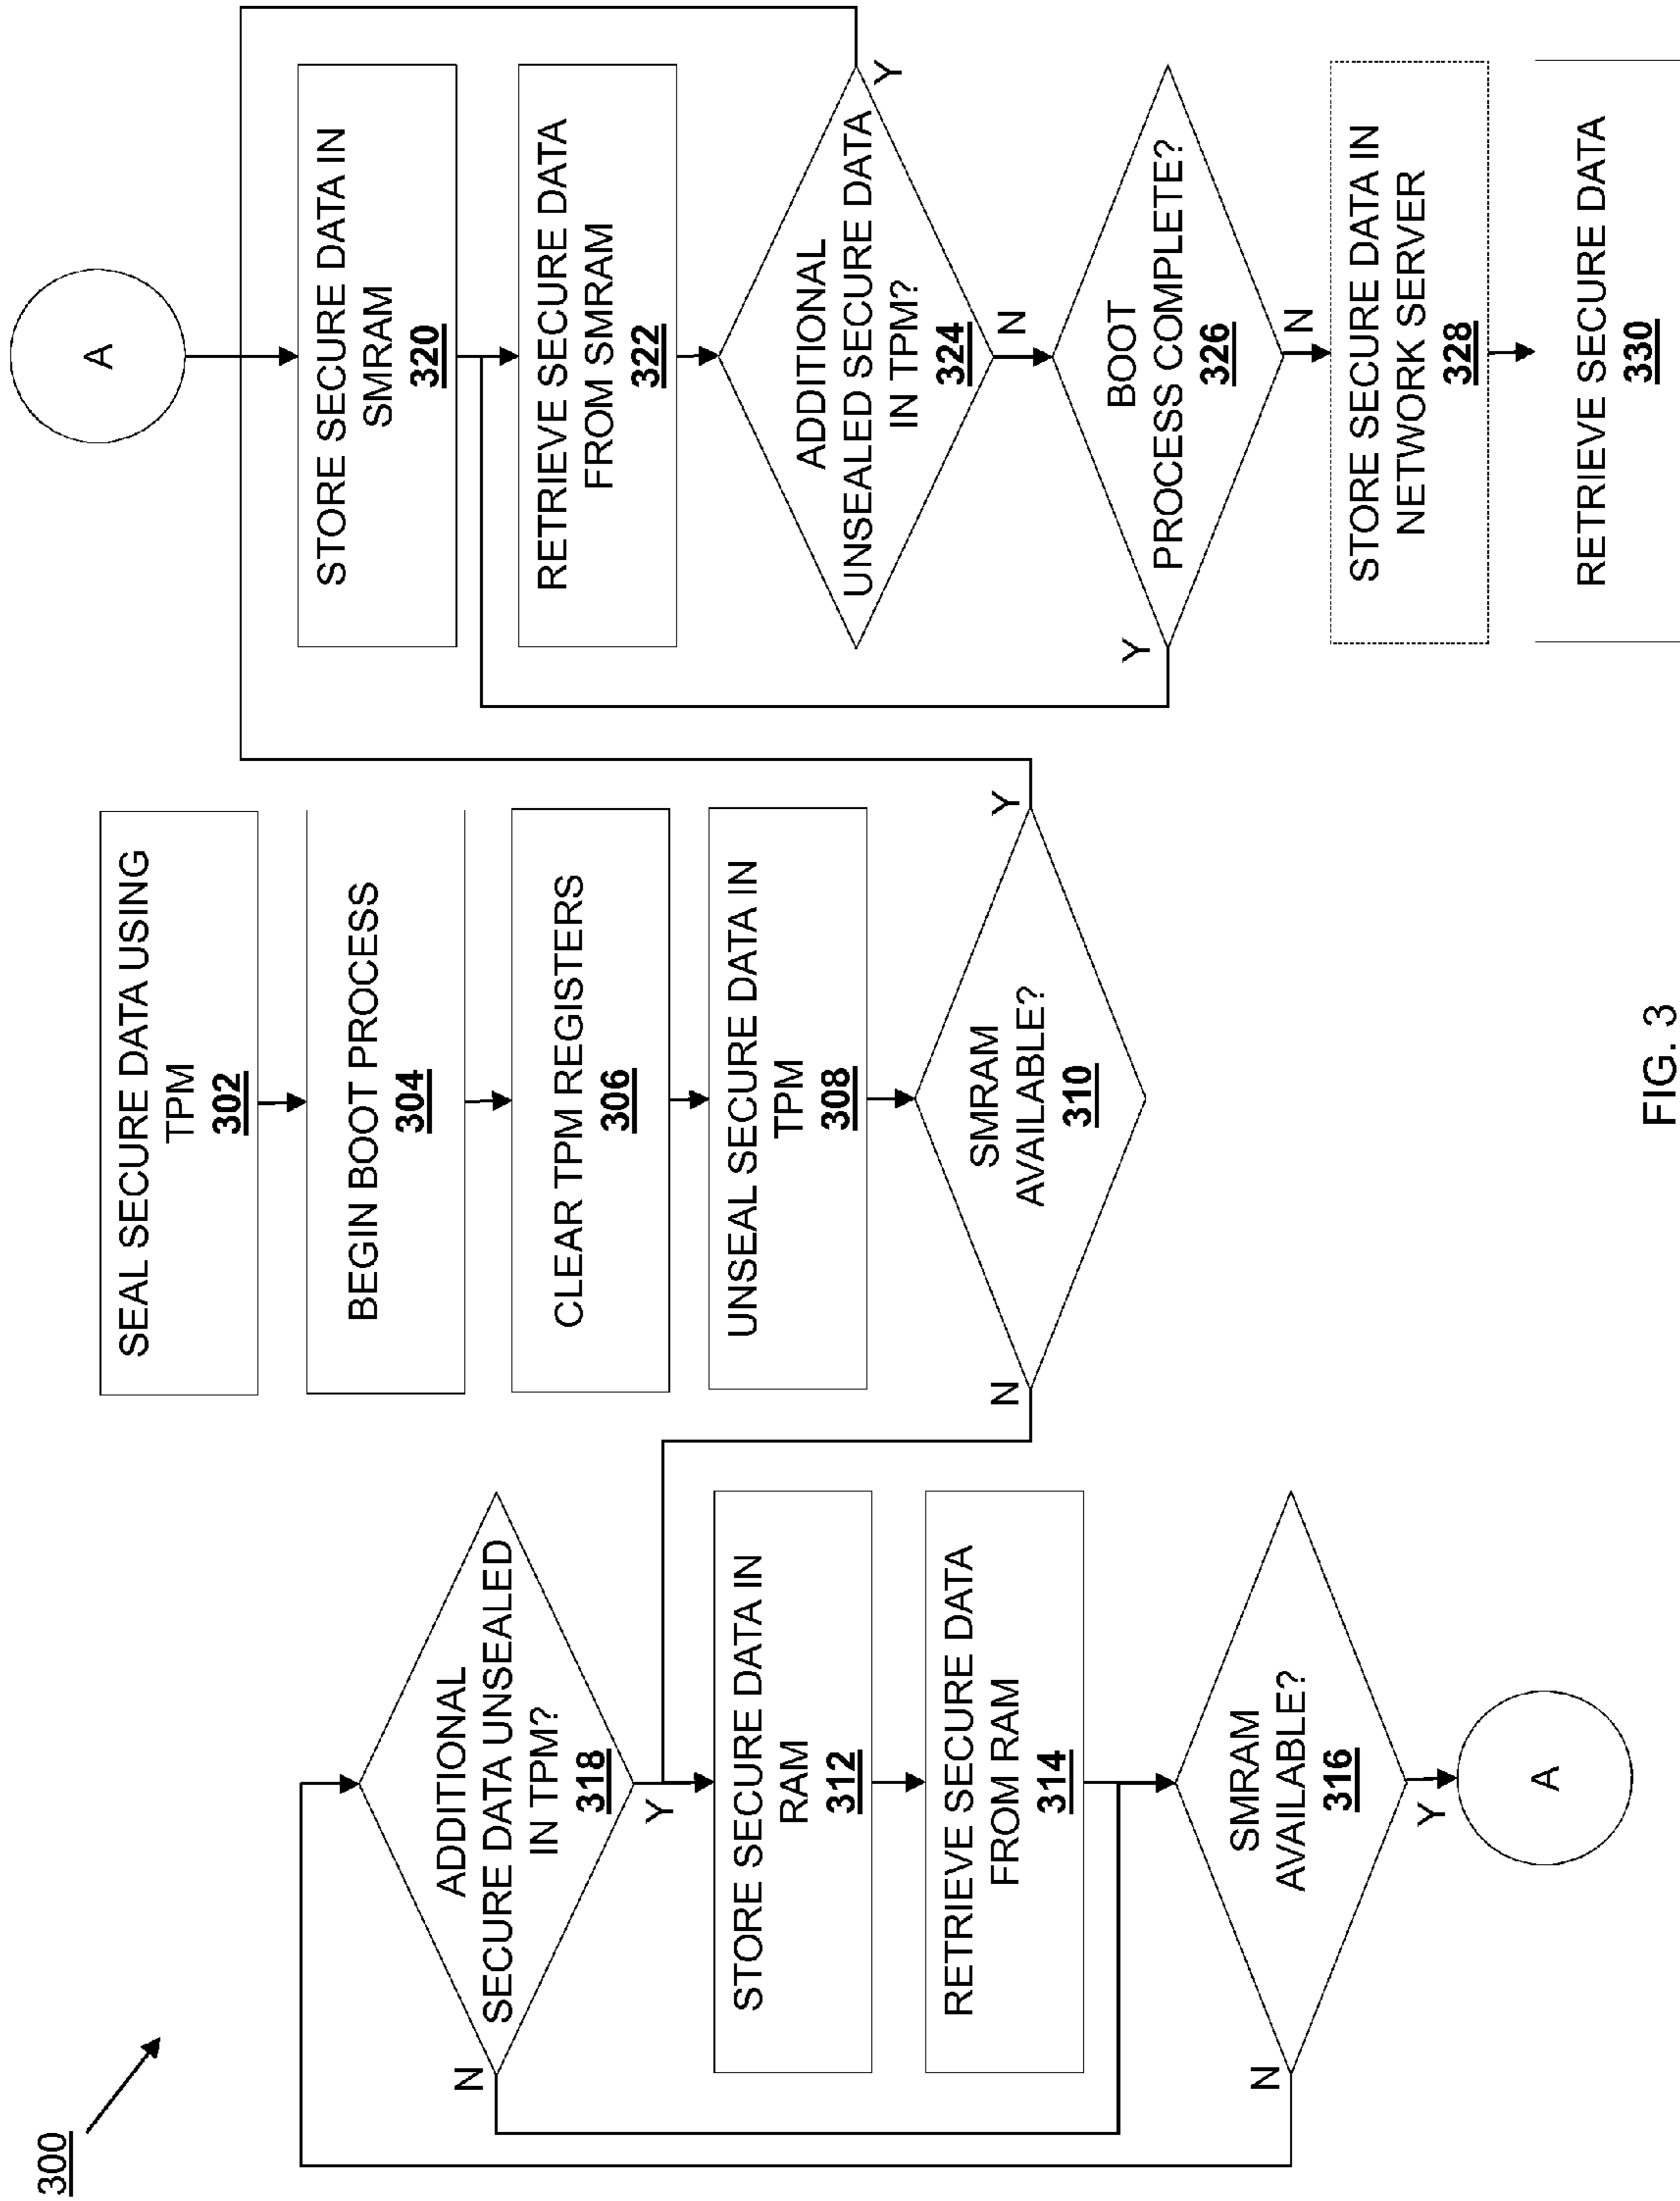 300
ADDITIONAL
SECURE DATA UNSEALED
IN TPM?
318
N
Y
STORE SECURE DATA IN
RAM
312
RETRIEVE SECURE DATA
FROM RAM
314
SMRAM
AVAILABLE?
316
N
Y
A
SEAL SECURE DATA USING
TPM
302
BEGIN BOOT PROCESS
304
CLEAR TPM REGISTERS
306
UNSEAL SECURE DATA IN
TPM
308
SMRAM
AVAILABLE?
310
N
Y
A
STORE SECURE DATA IN
SMRAM
320
RETRIEVE SECURE DATA
FROM SMRAM
322
ADDITIONAL
UNSEALED SECURE DATA
IN TPM?
324
Y
N
BOOT
PROCESS COMPLETE?
326
Y
N
STORE SECURE DATA IN
NETWORK SERVER
328
RETRIEVE SECURE DATA
330
FIG. 3